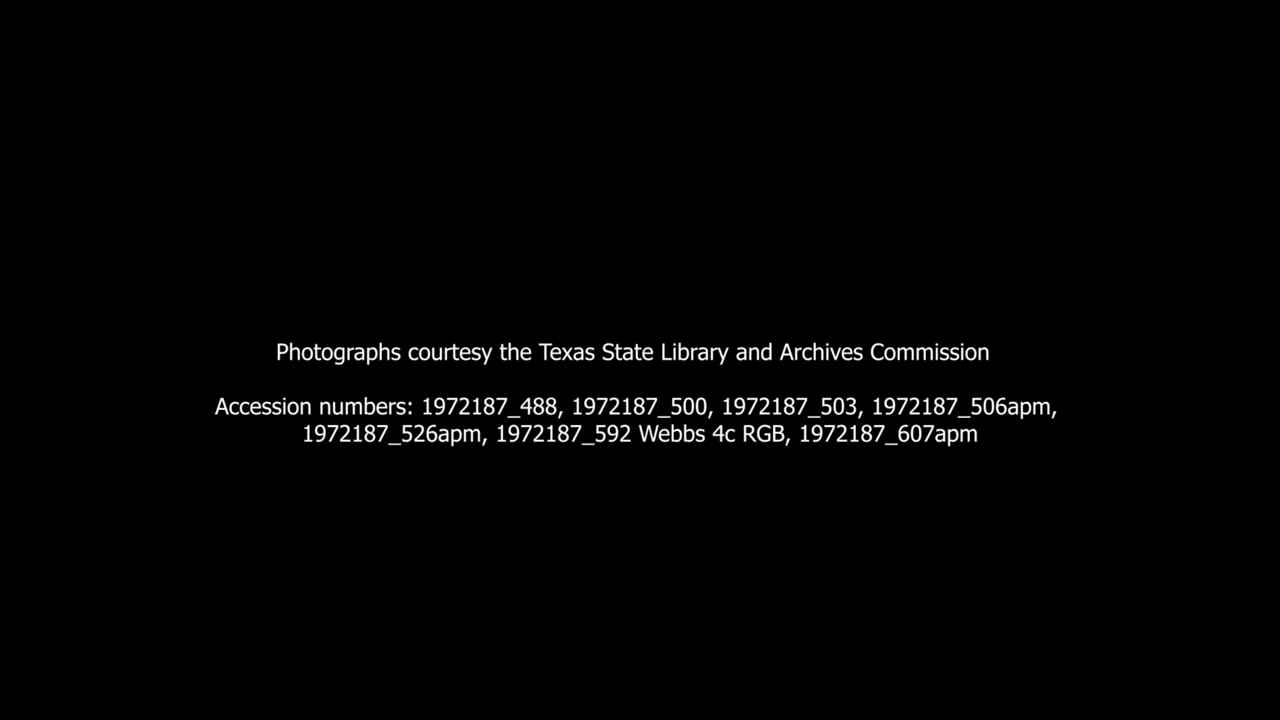 Photographs courtesy the Texas State Library and Archives Commission
Accession numbers: 1972187_488, 1972187_500, 1972187_503, 1972187_506apm,
1972187_526apm, 1972187_592 Webbs 4c RGB, 1972187_607apm